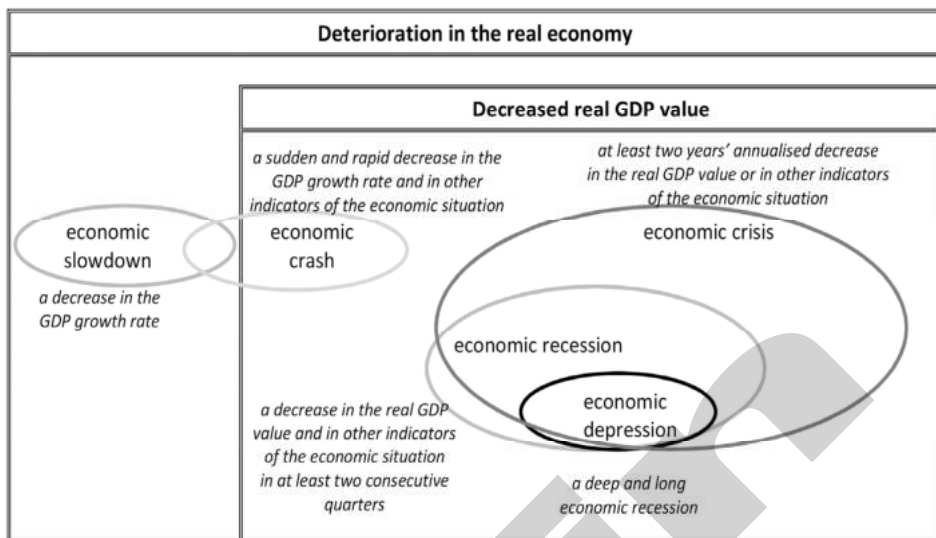 Deterioration in the real economy
Decreased real GDP value
a sudden and rapid decrease in the
GDP growth rate and in other
indicators of the economic situation
at least two years’ annualised decrease
in the real GDP value or in other indicators
of the economic situation
economic
slowdown
economic
crash
economic crisis
a decrease in the
GDP growth rate
economic recession
economic
depression
a decrease in the real GDP
value and in other indicators
of the economic situation
in at least two consecutive
quarters
a deep and long
economic recession